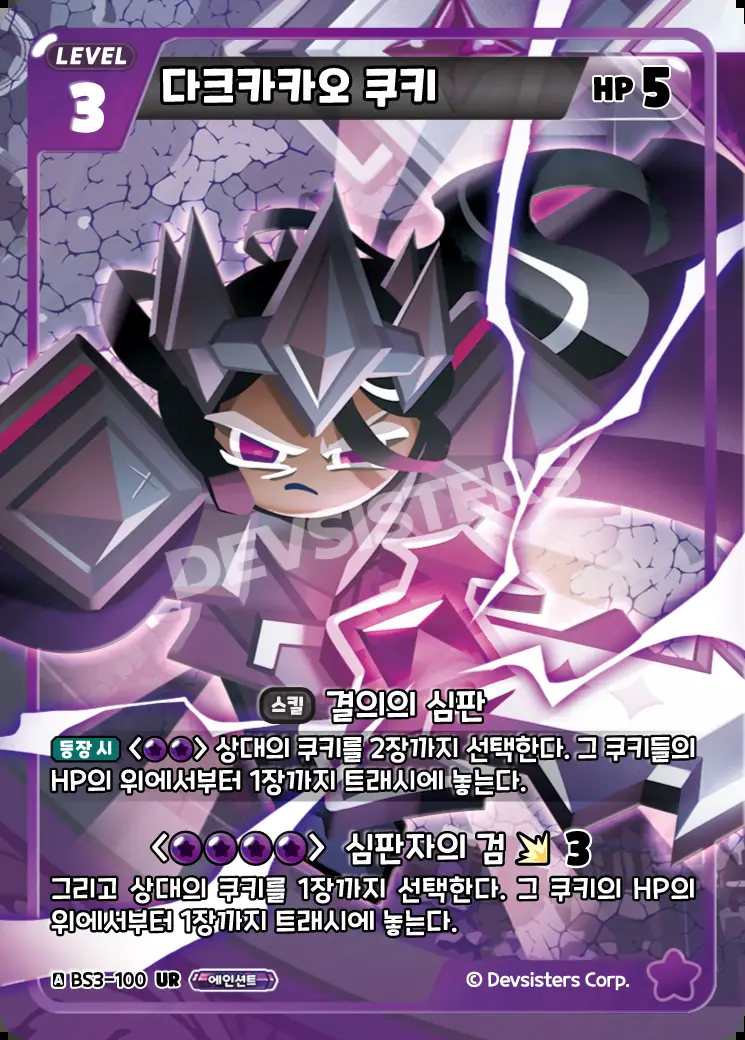 LEVEL
3
다크카카오 쿠키
HP 5
DEVSISTERS
스킬 결의의 심판
등장 시 <★★> 상대의 쿠키를 2장까지 선택한다. 그 쿠키들의
HP의 위에서부터 1장까지 트래시에 놓는다.
<★★★★> 심판자의 검 3
그리고 상대의 쿠키를 1장까지 선택한다. 그 쿠키의 HP의
위에서부터 1장까지 트래시에 놓는다.
A BS3-100 UR 에인션트
© Devsisters Corp.